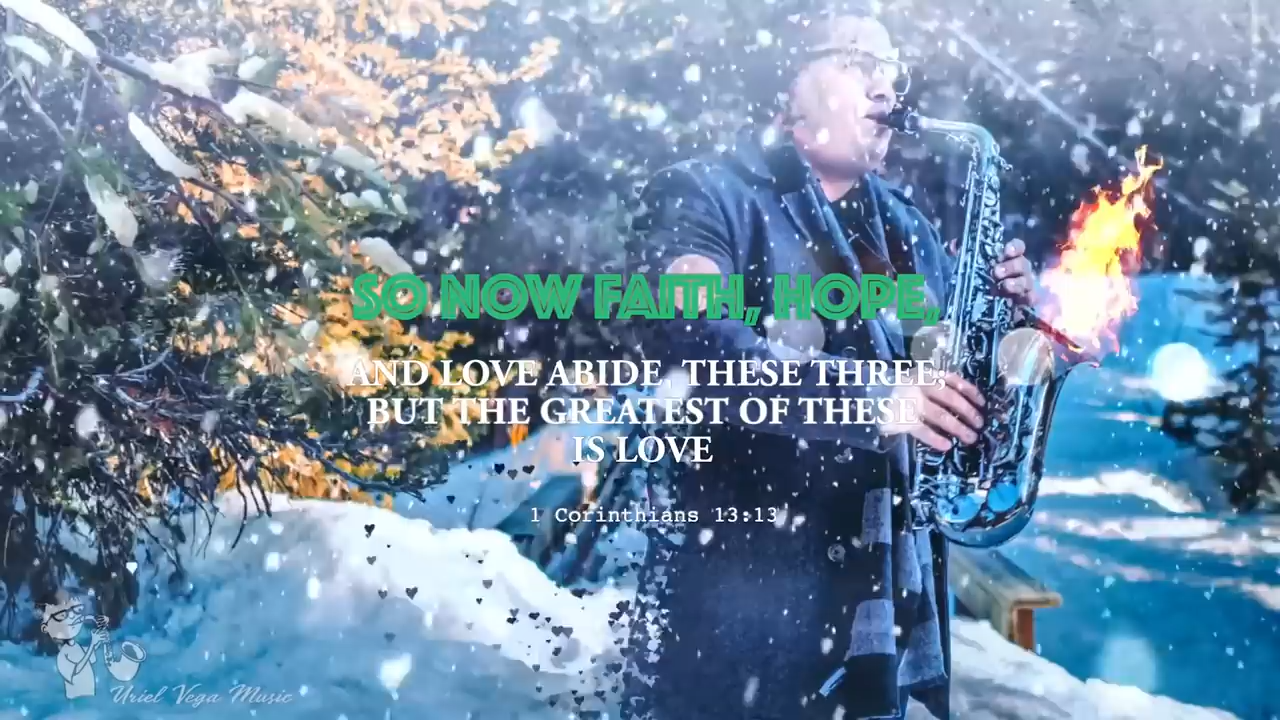 SO NOW FAITH, HOPE,
AND LOVE ABIDE, THESE THREE;
BUT THE GREATEST OF THESE
IS LOVE
1 Corinthians 13:13
Uriel Vega Music